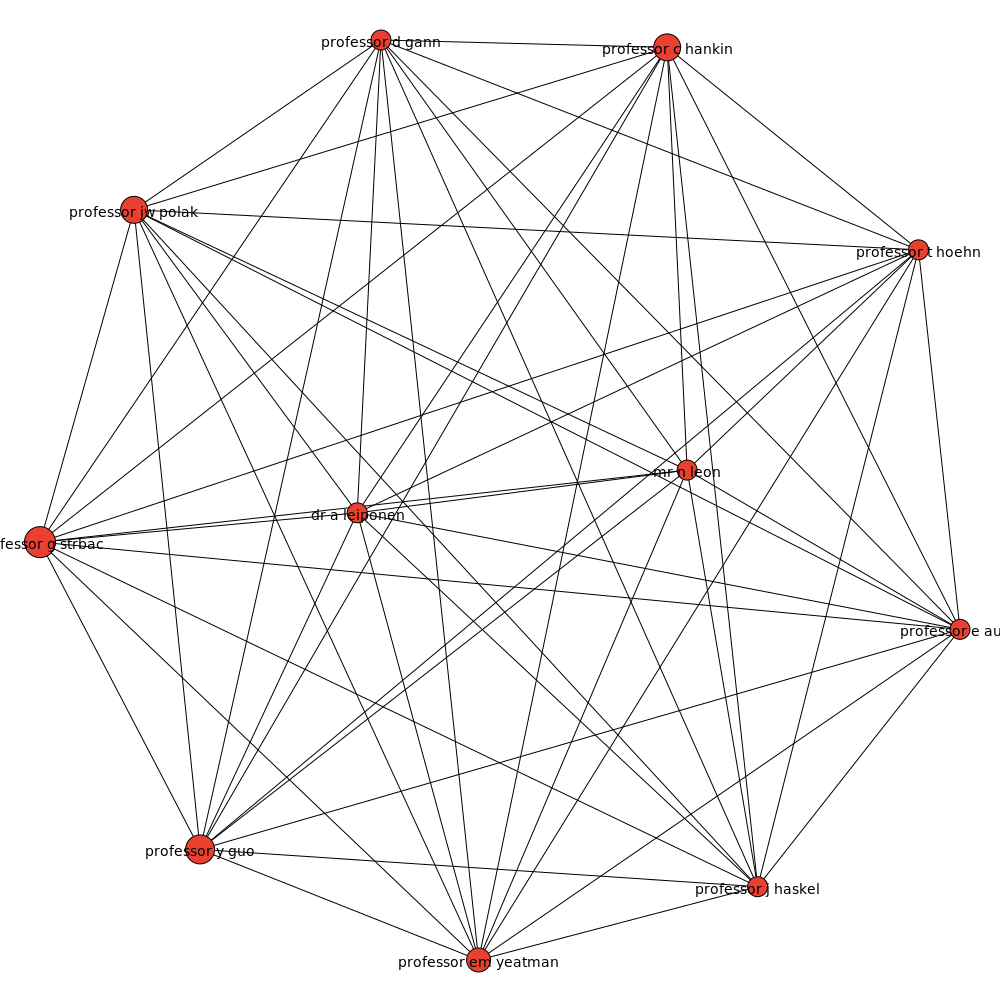 professor d gann
professor c hankin
professor jw polak
professor t hoehn
mr n leon
dr a leiponen
fessor g strbac
professor e au
professor y guo
professor j haskel
professor em yeatman